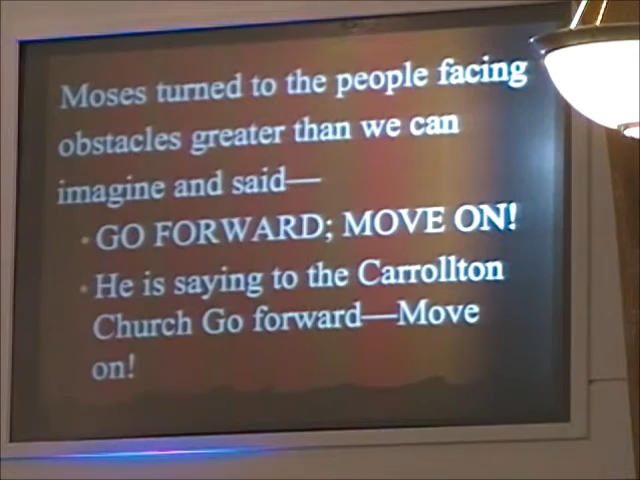 Moses turned to the people facing
obstacles greater than we can
imagine and said—
• GO FORWARD; MOVE ON!
• He is saying to the Carrollton
Church Go forward—Move
on!